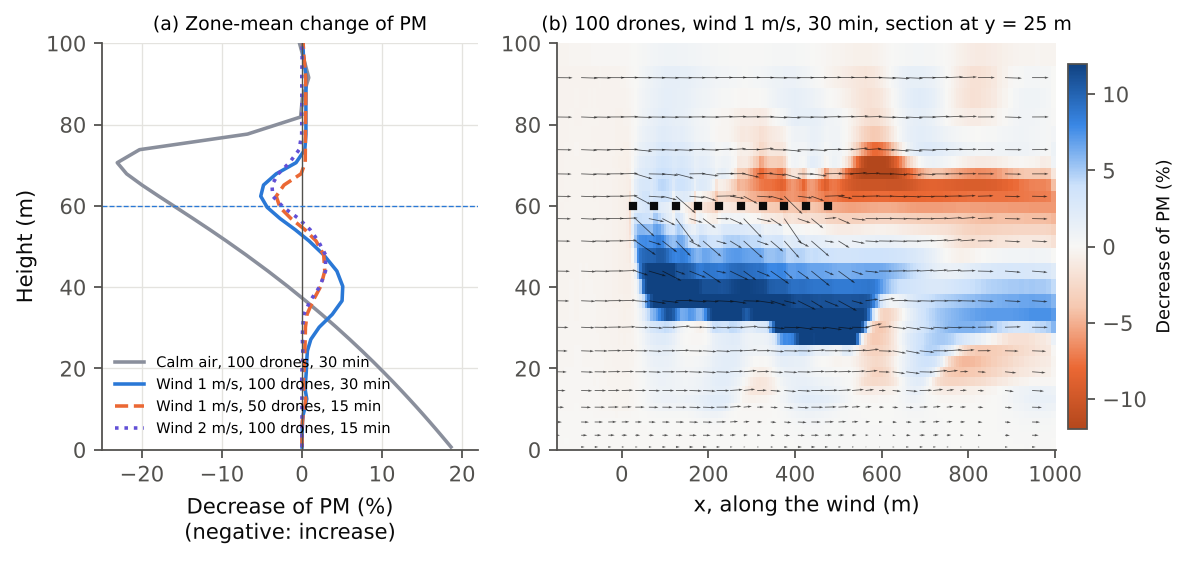 (a) Zone-mean change of PM
100
80
60
40
20
0
Height (m)
Calm air, 100 drones, 30 min
Wind 1 m/s, 100 drones, 30 min
Wind 1 m/s, 50 drones, 15 min
Wind 2 m/s, 100 drones, 15 min
−20
−10
0
10
20
Decrease of PM (%)
(negative: increase)
(b) 100 drones, wind 1 m/s, 30 min, section at y = 25 m
100
80
60
40
20
0
0
200
400
600
800
1000
x, along the wind (m)
10
5
0
−5
−10
Decrease of PM (%)